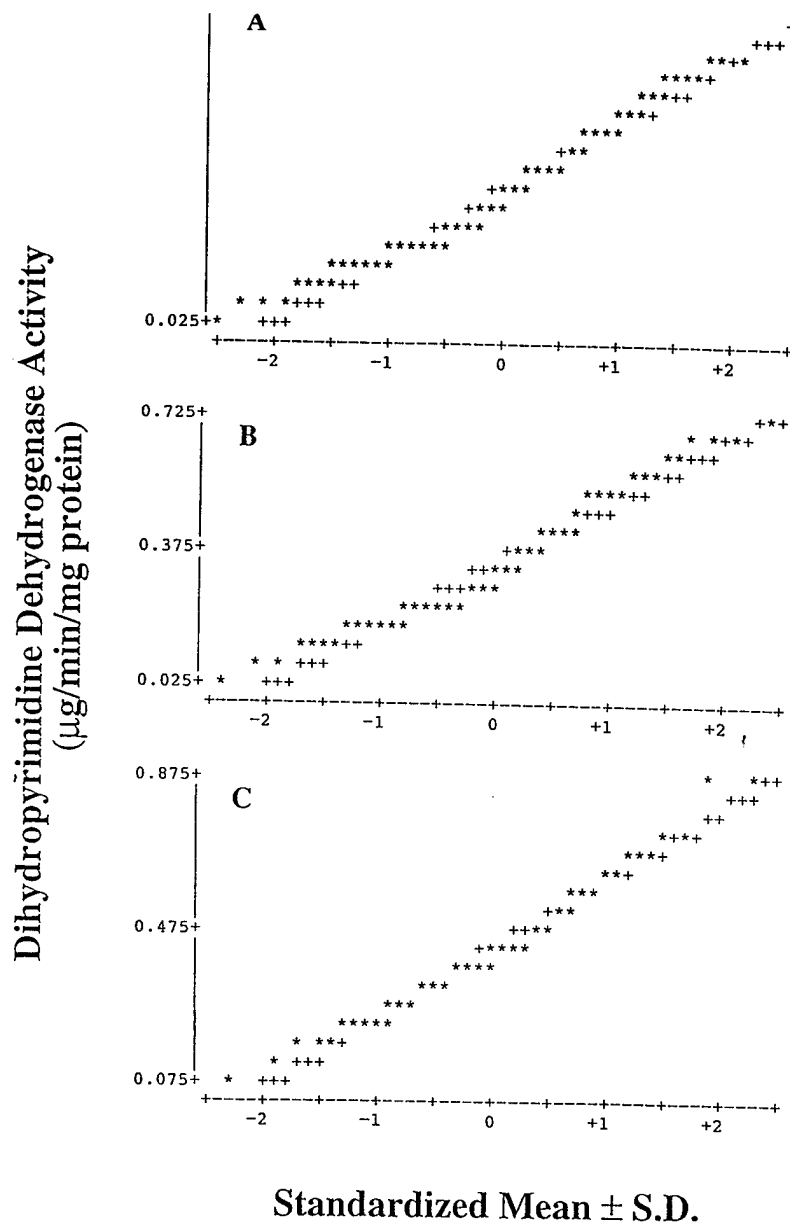 A
0.025+
-2 -1 0 +1 +2
0.725+
B
0.375+
0.025+
-2 -1 0 +1 +2
0.875+
C
0.475+
0.075+
-2 -1 0 +1 +2
Dihydropyrimidine Dehydrogenase Activity
(μg/min/mg protein)
Standardized Mean ± S.D.